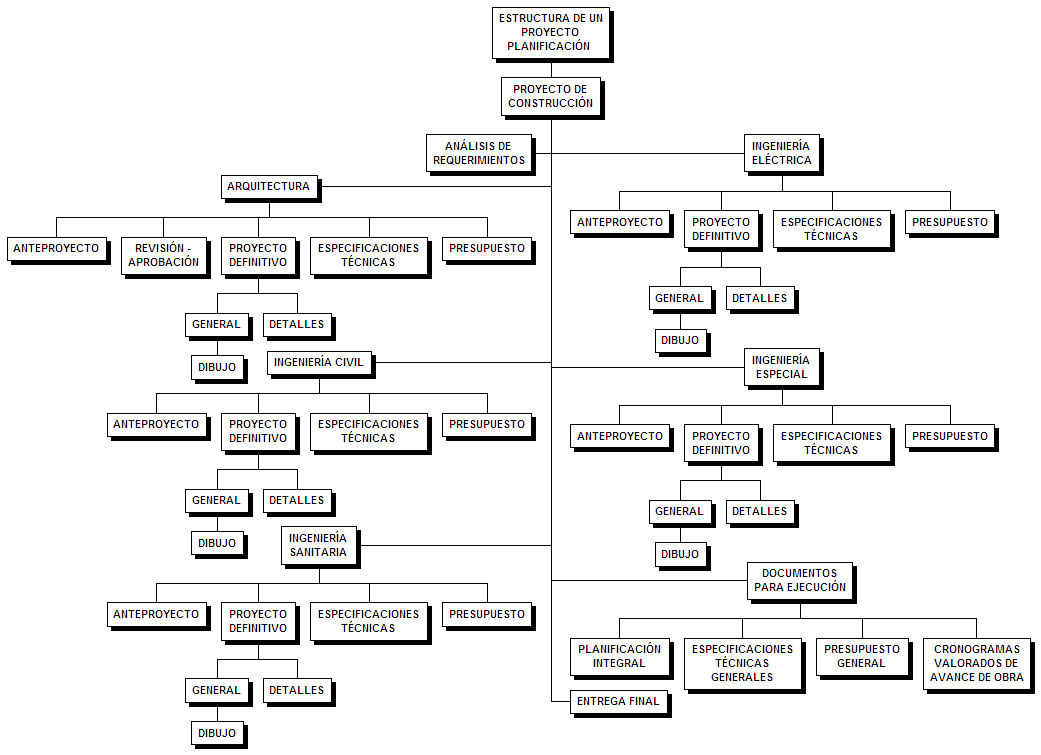 ESTRUCTURA DE UN
PROYECTO
PLANIFICACIÓN
PROYECTO DE
CONSTRUCCIÓN
ANÁLISIS DE
REQUERIMIENTOS
ARQUITECTURA
ANTEPROYECTO
REVISIÓN -
APROBACIÓN
PROYECTO
DEFINITIVO
ESPECIFICACIONES
TÉCNICAS
PRESUPUESTO
GENERAL
DETALLES
DIBUJO
INGENIERÍA CIVIL
ANTEPROYECTO
PROYECTO
DEFINITIVO
ESPECIFICACIONES
TÉCNICAS
PRESUPUESTO
GENERAL
DETALLES
DIBUJO
INGENIERÍA
SANITARIA
ANTEPROYECTO
PROYECTO
DEFINITIVO
ESPECIFICACIONES
TÉCNICAS
PRESUPUESTO
GENERAL
DETALLES
DIBUJO
INGENIERÍA
ELÉCTRICA
ANTEPROYECTO
PROYECTO
DEFINITIVO
ESPECIFICACIONES
TÉCNICAS
PRESUPUESTO
GENERAL
DETALLES
DIBUJO
INGENIERÍA
ESPECIAL
ANTEPROYECTO
PROYECTO
DEFINITIVO
ESPECIFICACIONES
TÉCNICAS
PRESUPUESTO
GENERAL
DETALLES
DIBUJO
DOCUMENTOS
PARA EJECUCIÓN
PLANIFICACIÓN
INTEGRAL
ESPECIFICACIONES
TÉCNICAS
GENERALES
PRESUPUESTO
GENERAL
CRONOGRAMAS
VALORADOS DE
AVANCE DE OBRA
ENTREGA FINAL